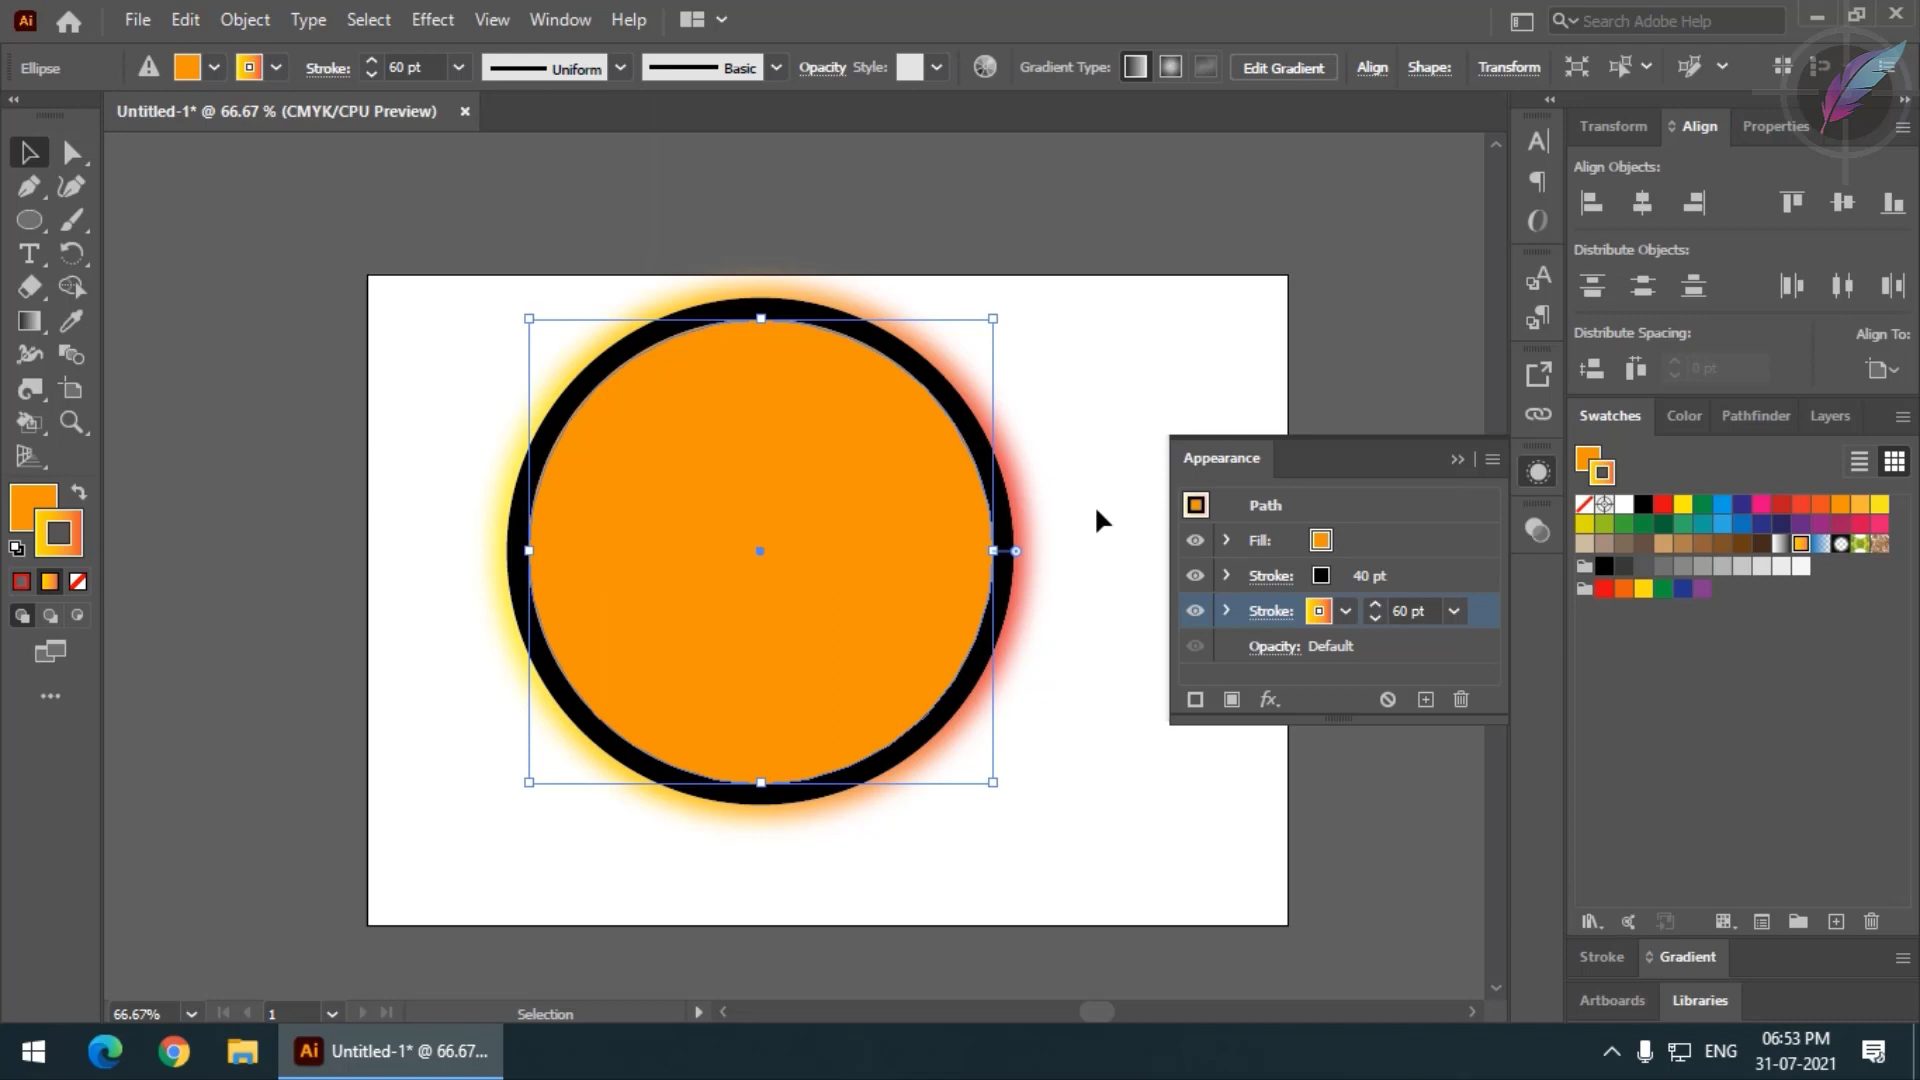 Ai File Edit Object Type Select Effect View Window Help Search Adobe Help
Ellipse Stroke: 60 pt Uniform Basic Opacity Style: Gradient Type: Edit Gradient Align Shape: Transform
Untitled-1* @ 66.67 % (CMYK/CPU Preview)
Transform Align Properties
Align Objects:
Distribute Objects:
Distribute Spacing: Align To:
0 pt
Swatches Color Pathfinder Layers
Appearance
Path
Fill:
Stroke: 40 pt
Stroke: 60 pt
Opacity: Default
fx.
Stroke Gradient
Artboards Libraries
66.67% 1 Selection
Ai Untitled-1* @ 66.67... ENG 06:53 PM
31-07-2021